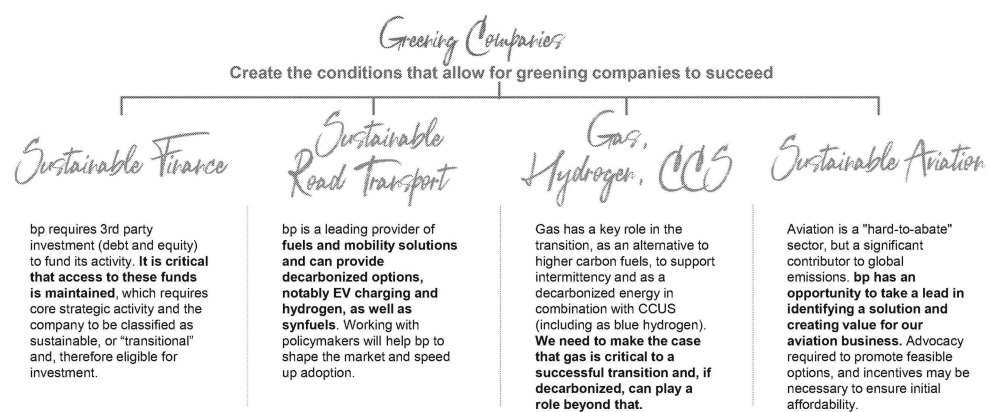 Greening Companies
Create the conditions that allow for greening companies to succeed
Sustainable Finance
bp requires 3rd party
investment (debt and equity)
to fund its activity. It is critical
that access to these funds
is maintained, which requires
core strategic activity and the
company to be classified as
sustainable, or “transitional”
and, therefore eligible for
investment.
Sustainable
Road Transport
bp is a leading provider of
fuels and mobility solutions
and can provide
decarbonized options,
notably EV charging and
hydrogen, as well as
synfuels. Working with
policymakers will help bp to
shape the market and speed
up adoption.
Gas,
Hydrogen, CCS
Gas has a key role in the
transition, as an alternative to
higher carbon fuels, to support
intermittency and as a
decarbonized energy in
combination with CCUS
(including as blue hydrogen).
We need to make the case
that gas is critical to a
successful transition and, if
decarbonized, can play a
role beyond that.
Sustainable Aviation
Aviation is a "hard-to-abate"
sector, but a significant
contributor to global
emissions. bp has an
opportunity to take a lead in
identifying a solution and
creating value for our
aviation business. Advocacy
required to promote feasible
options, and incentives may be
necessary to ensure initial
affordability.